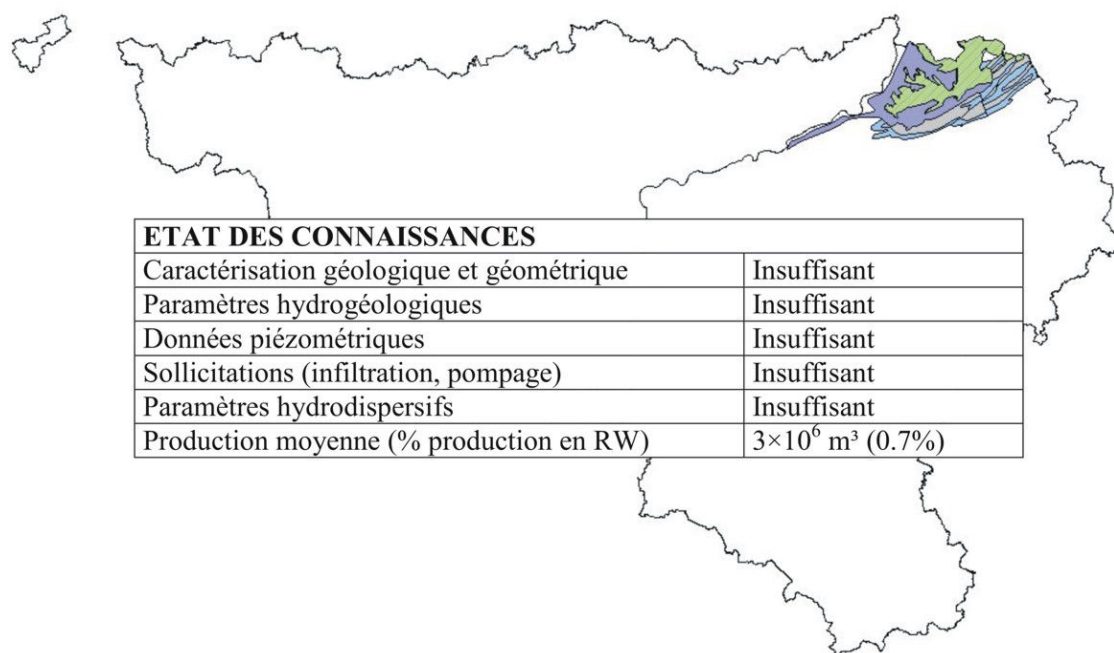 ETAT DES CONNAISSANCES
Caractérisation géologique et géométrique Insuffisant
Paramètres hydrogéologiques Insuffisant
Données piézométriques Insuffisant
Sollicitations (infiltration, pompage) Insuffisant
Paramètres hydrodispersifs Insuffisant
Production moyenne (% production en RW) 3×10⁶ m³ (0.7%)